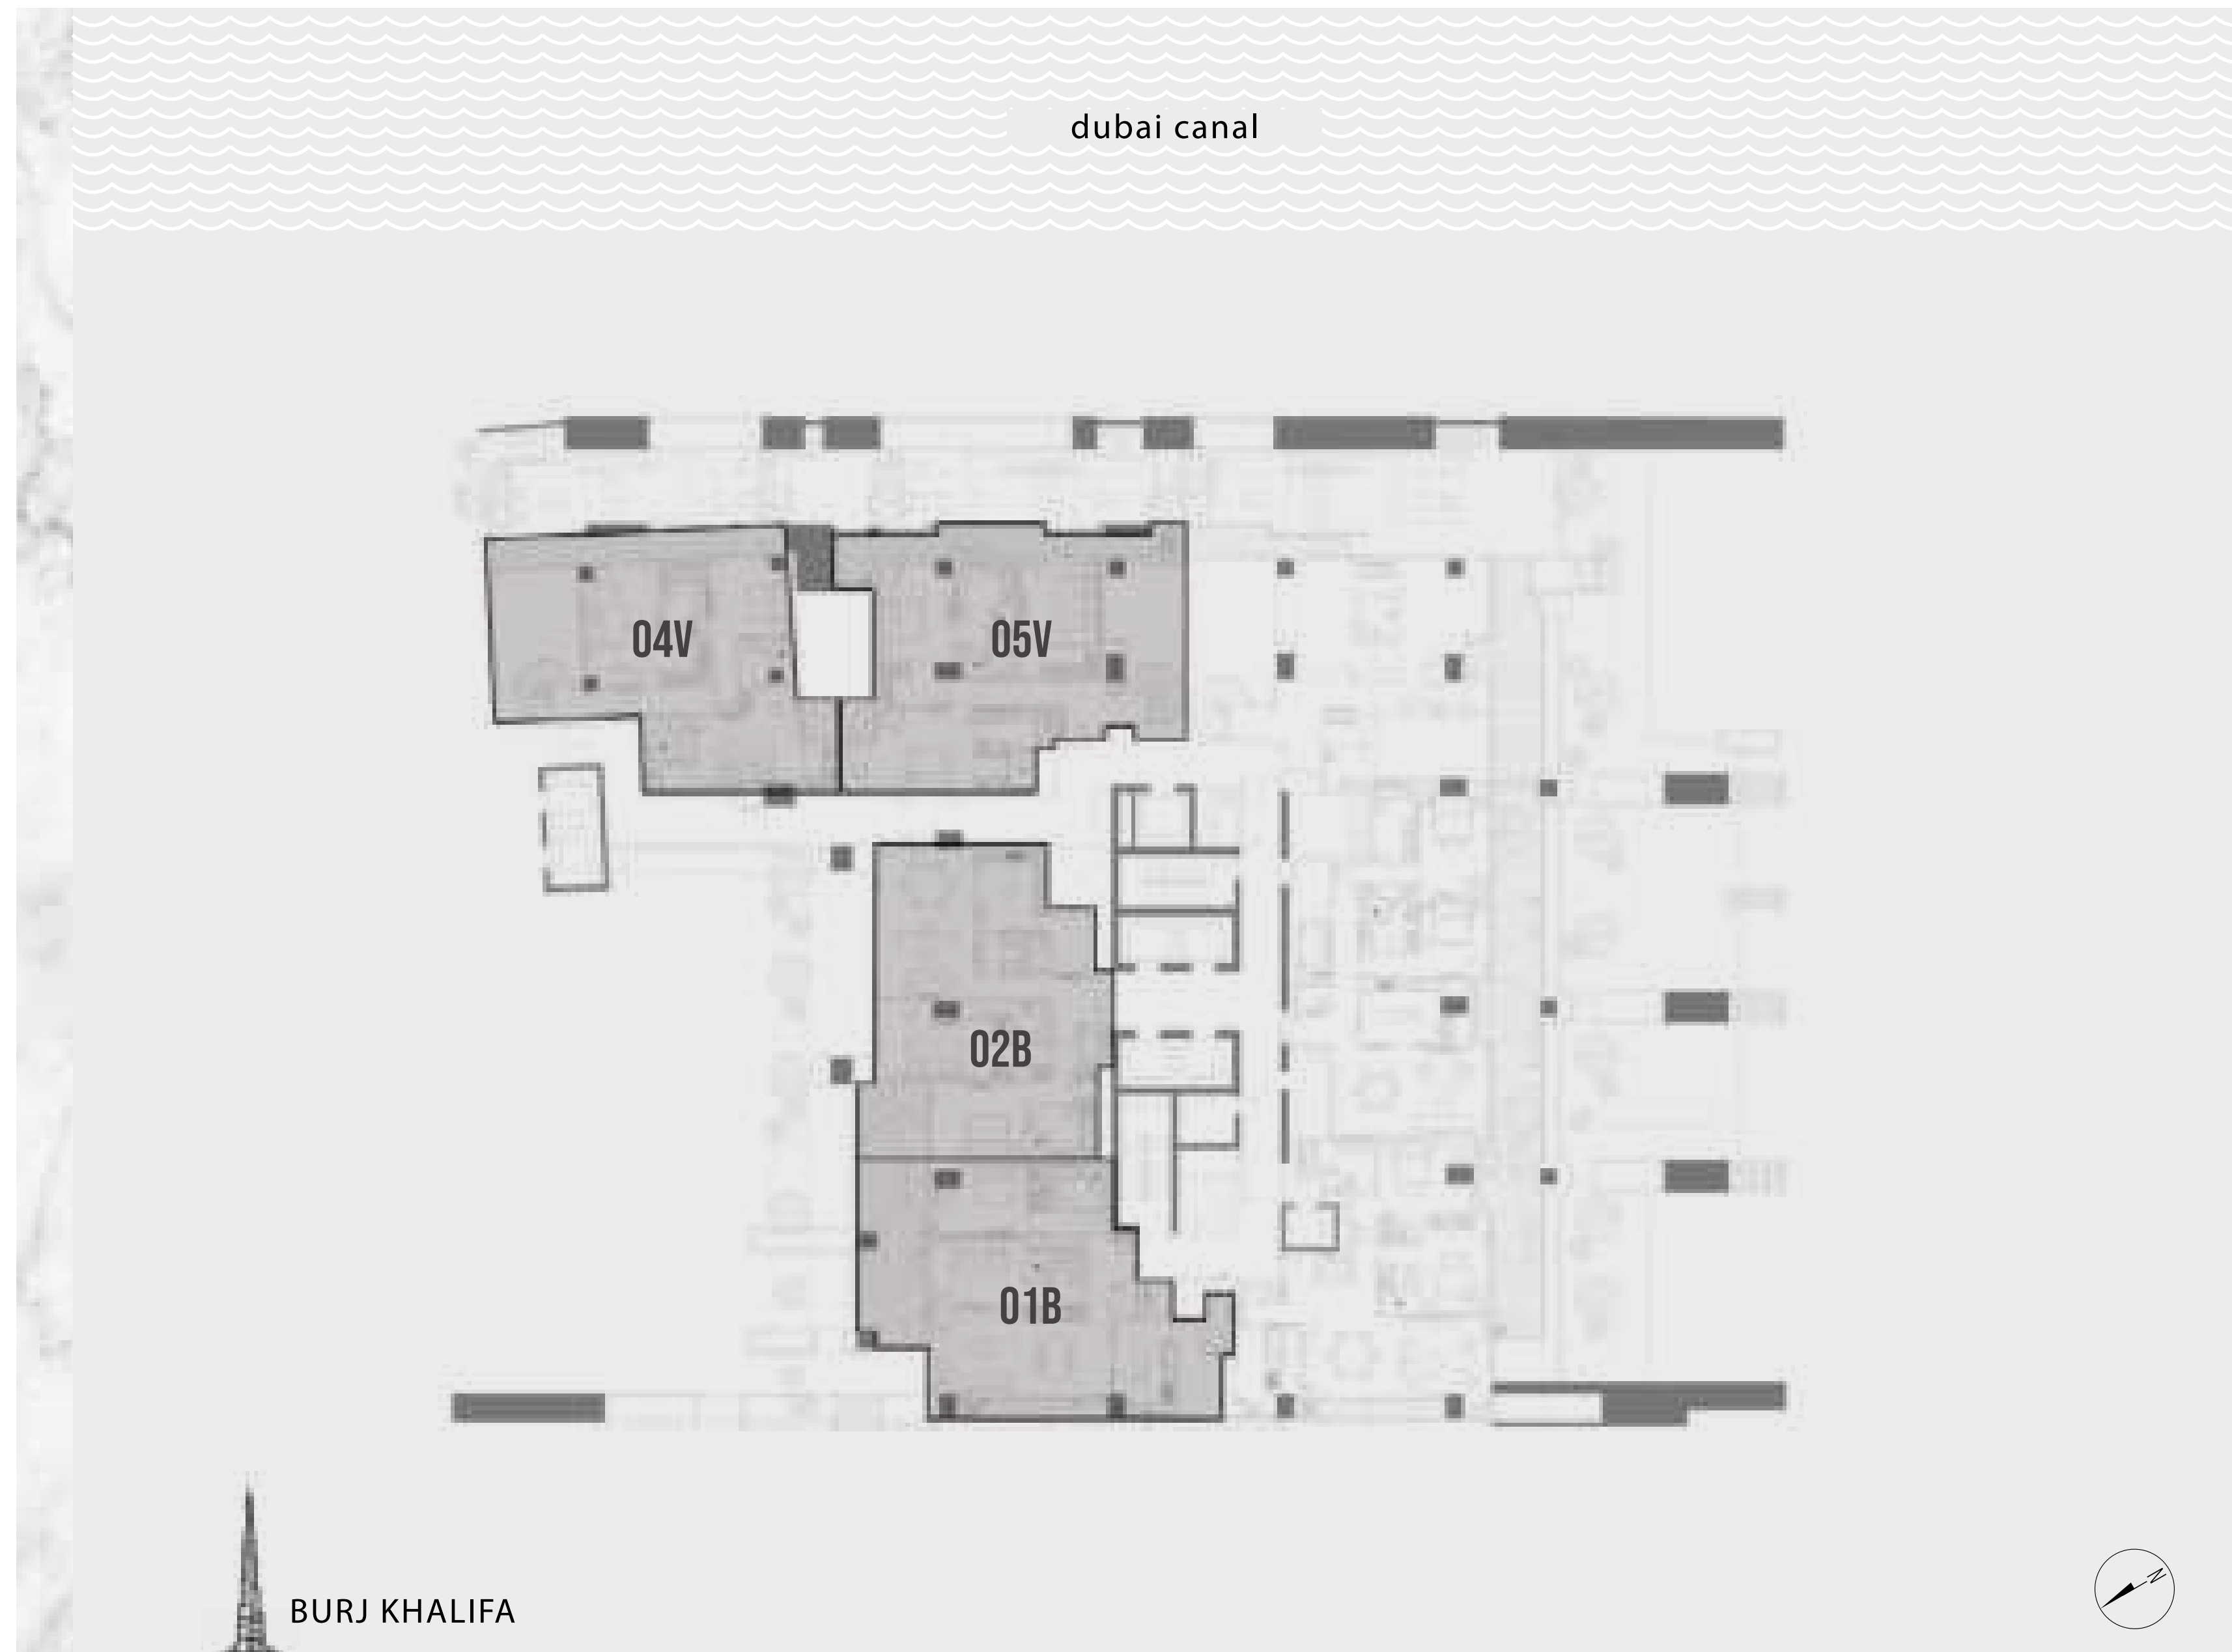 dubai canal
04V
05V
02B
01B
BURJ KHALIFA
N